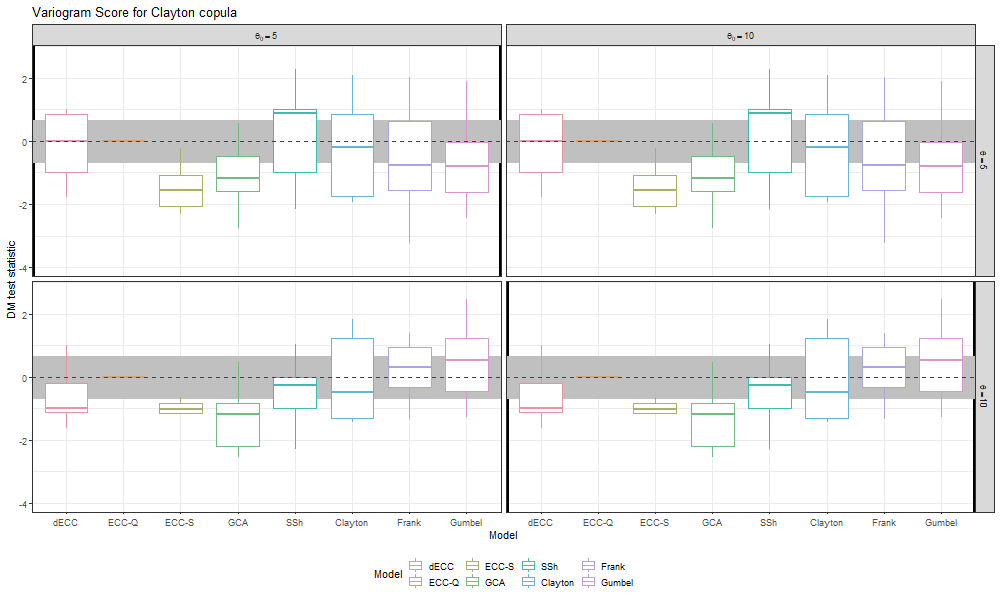 Variogram Score for Clayton copula
θ₀ = 5
θ₀ = 10
DM test statistic
2
0
-2
-4
θ = 5
2
0
-2
-4
θ = 10
dECC ECC-Q ECC-S GCA SSh Clayton Frank Gumbel dECC ECC-Q ECC-S GCA SSh Clayton Frank Gumbel
Model
Model dECC ECC-S SSh Frank
ECC-Q GCA Clayton Gumbel